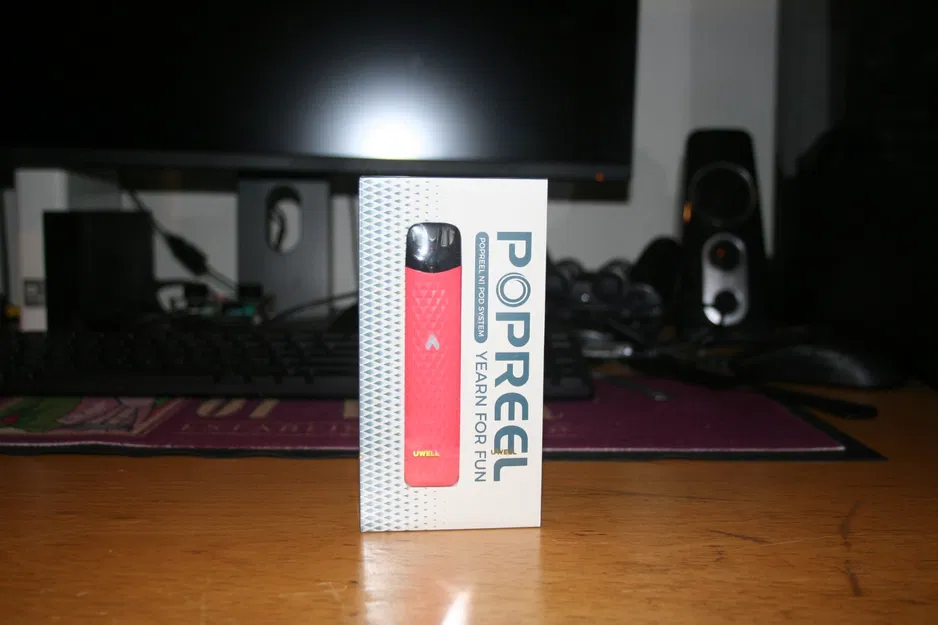 POPREEL
POPREEL N1 POD SYSTEM
YEARN FOR FUN
UWELL
UWELL